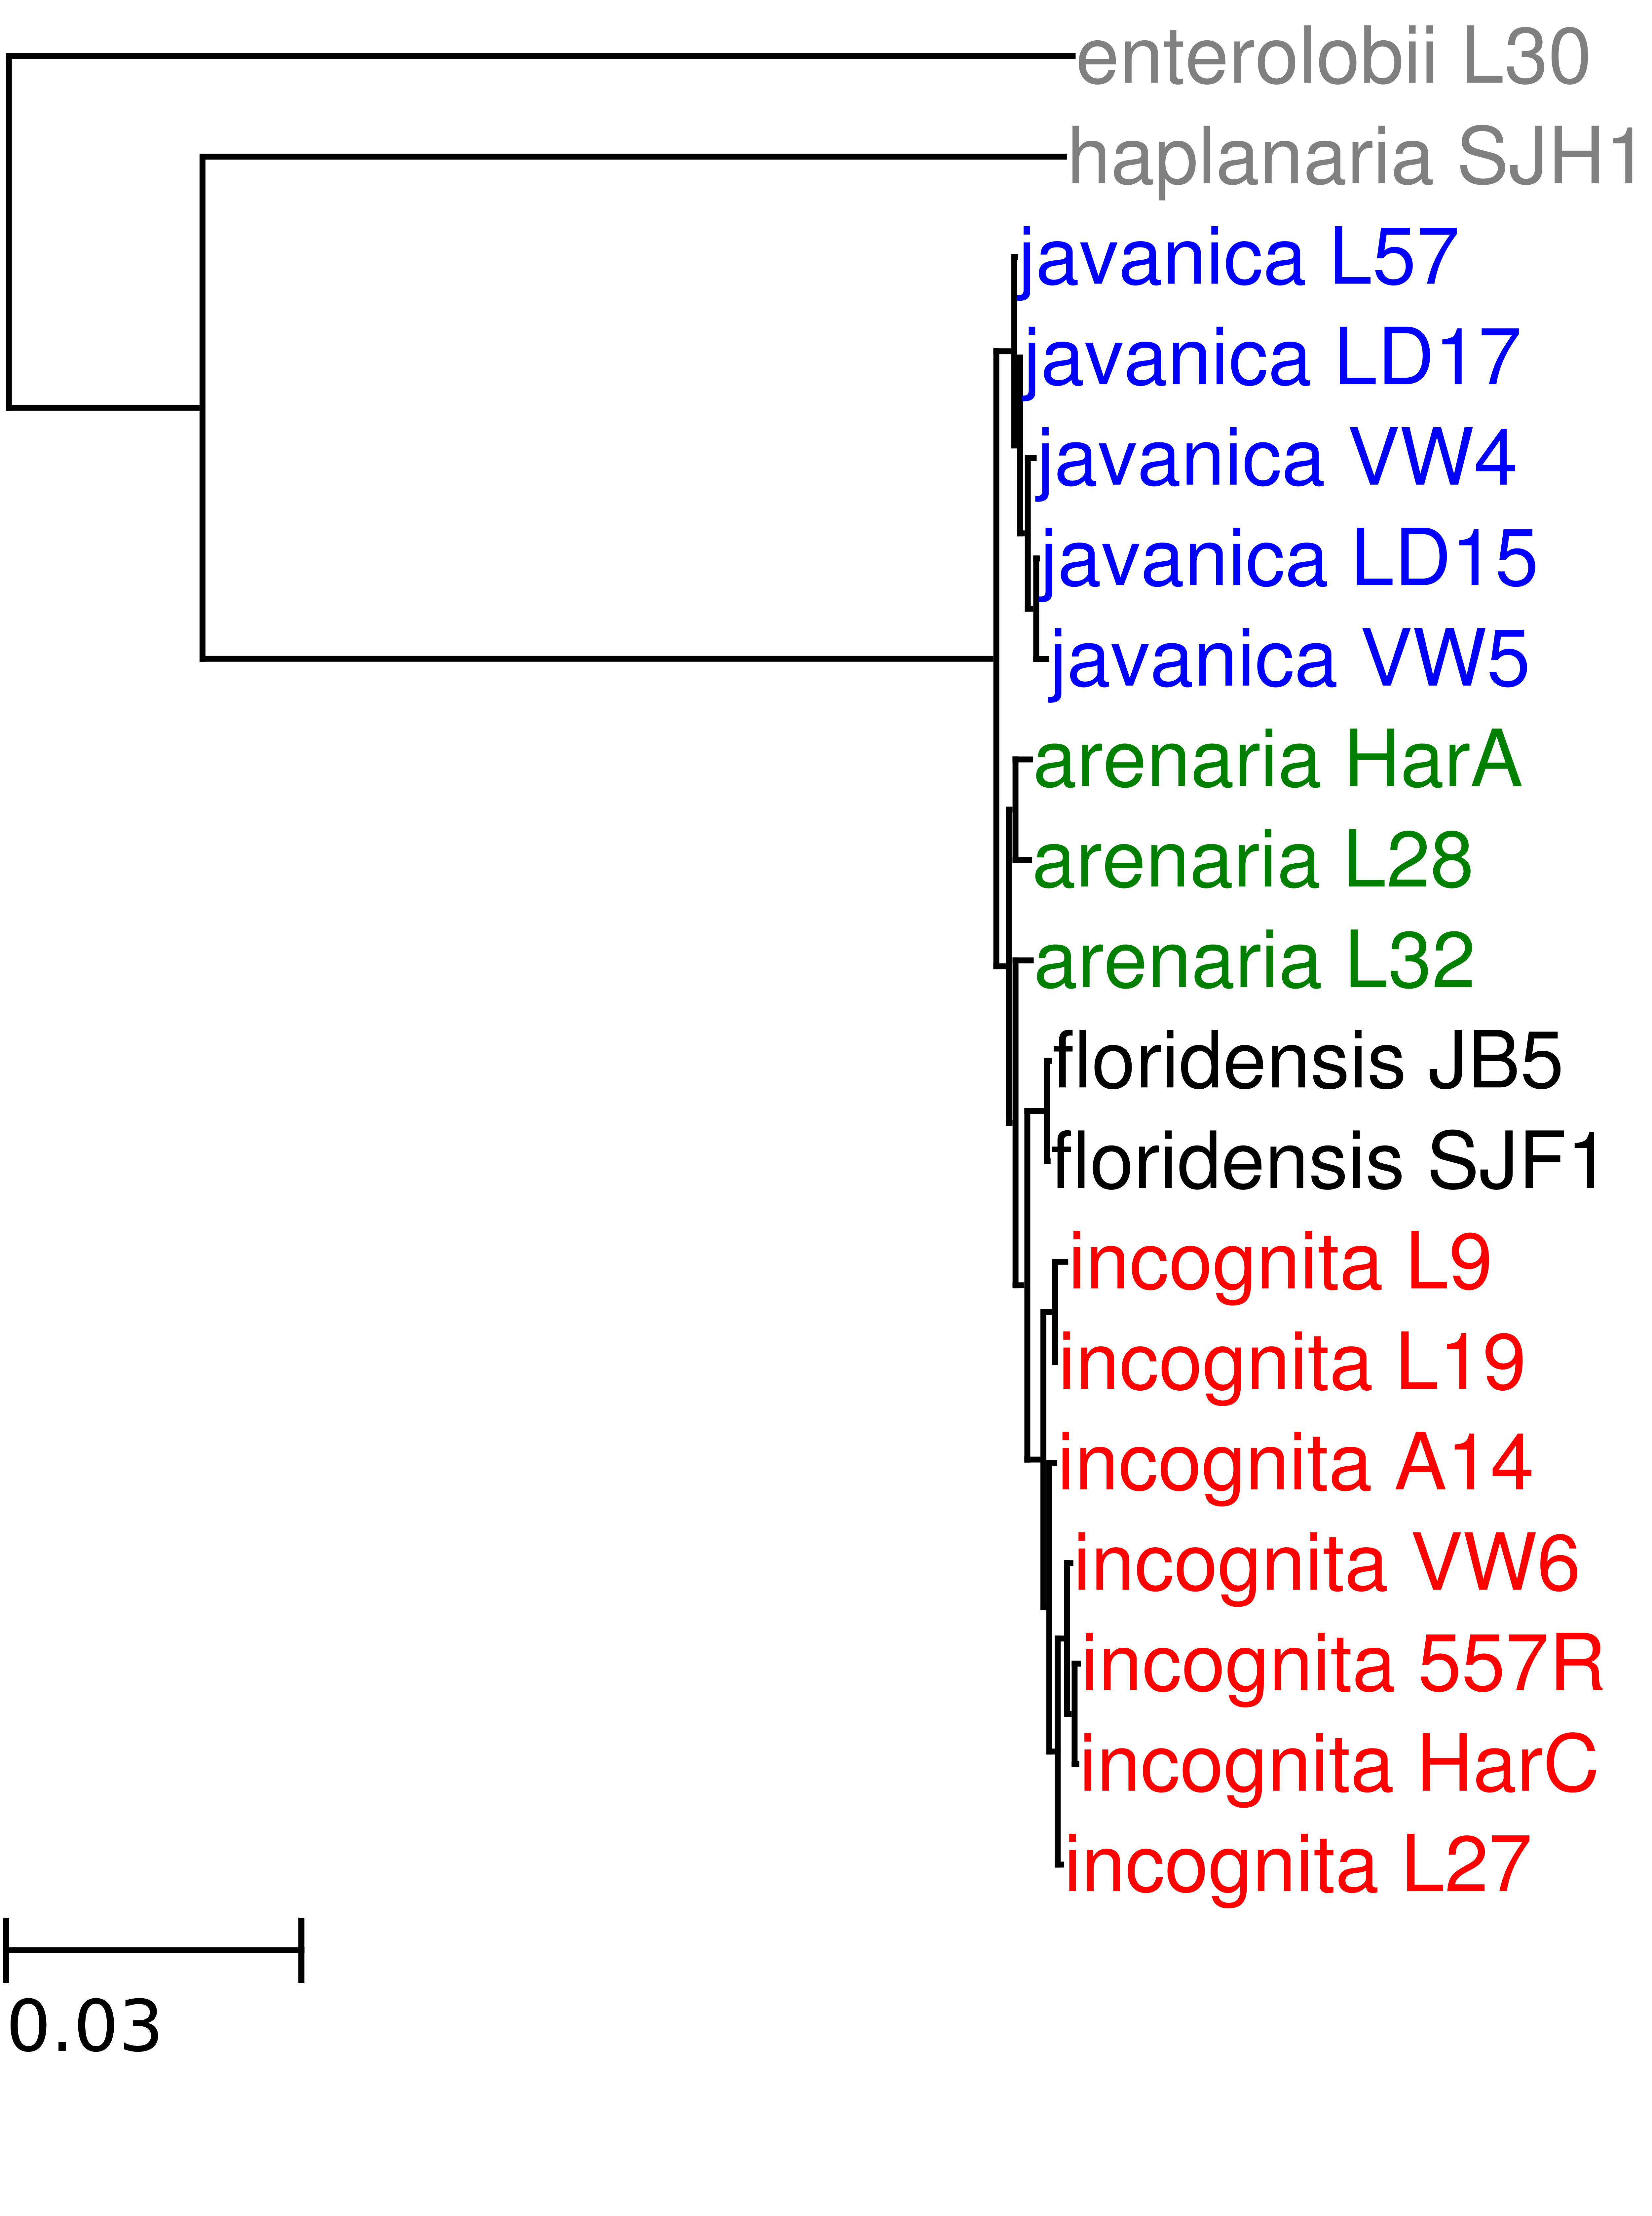 enterolobii L30
haplanaria SJH1
javanica L57
javanica LD17
javanica VW4
javanica LD15
javanica VW5
arenaria HarA
arenaria L28
arenaria L32
floridensis JB5
floridensis SJF1
incognita L9
incognita L19
incognita A14
incognita VW6
incognita 557R
incognita HarC
incognita L27
0.03